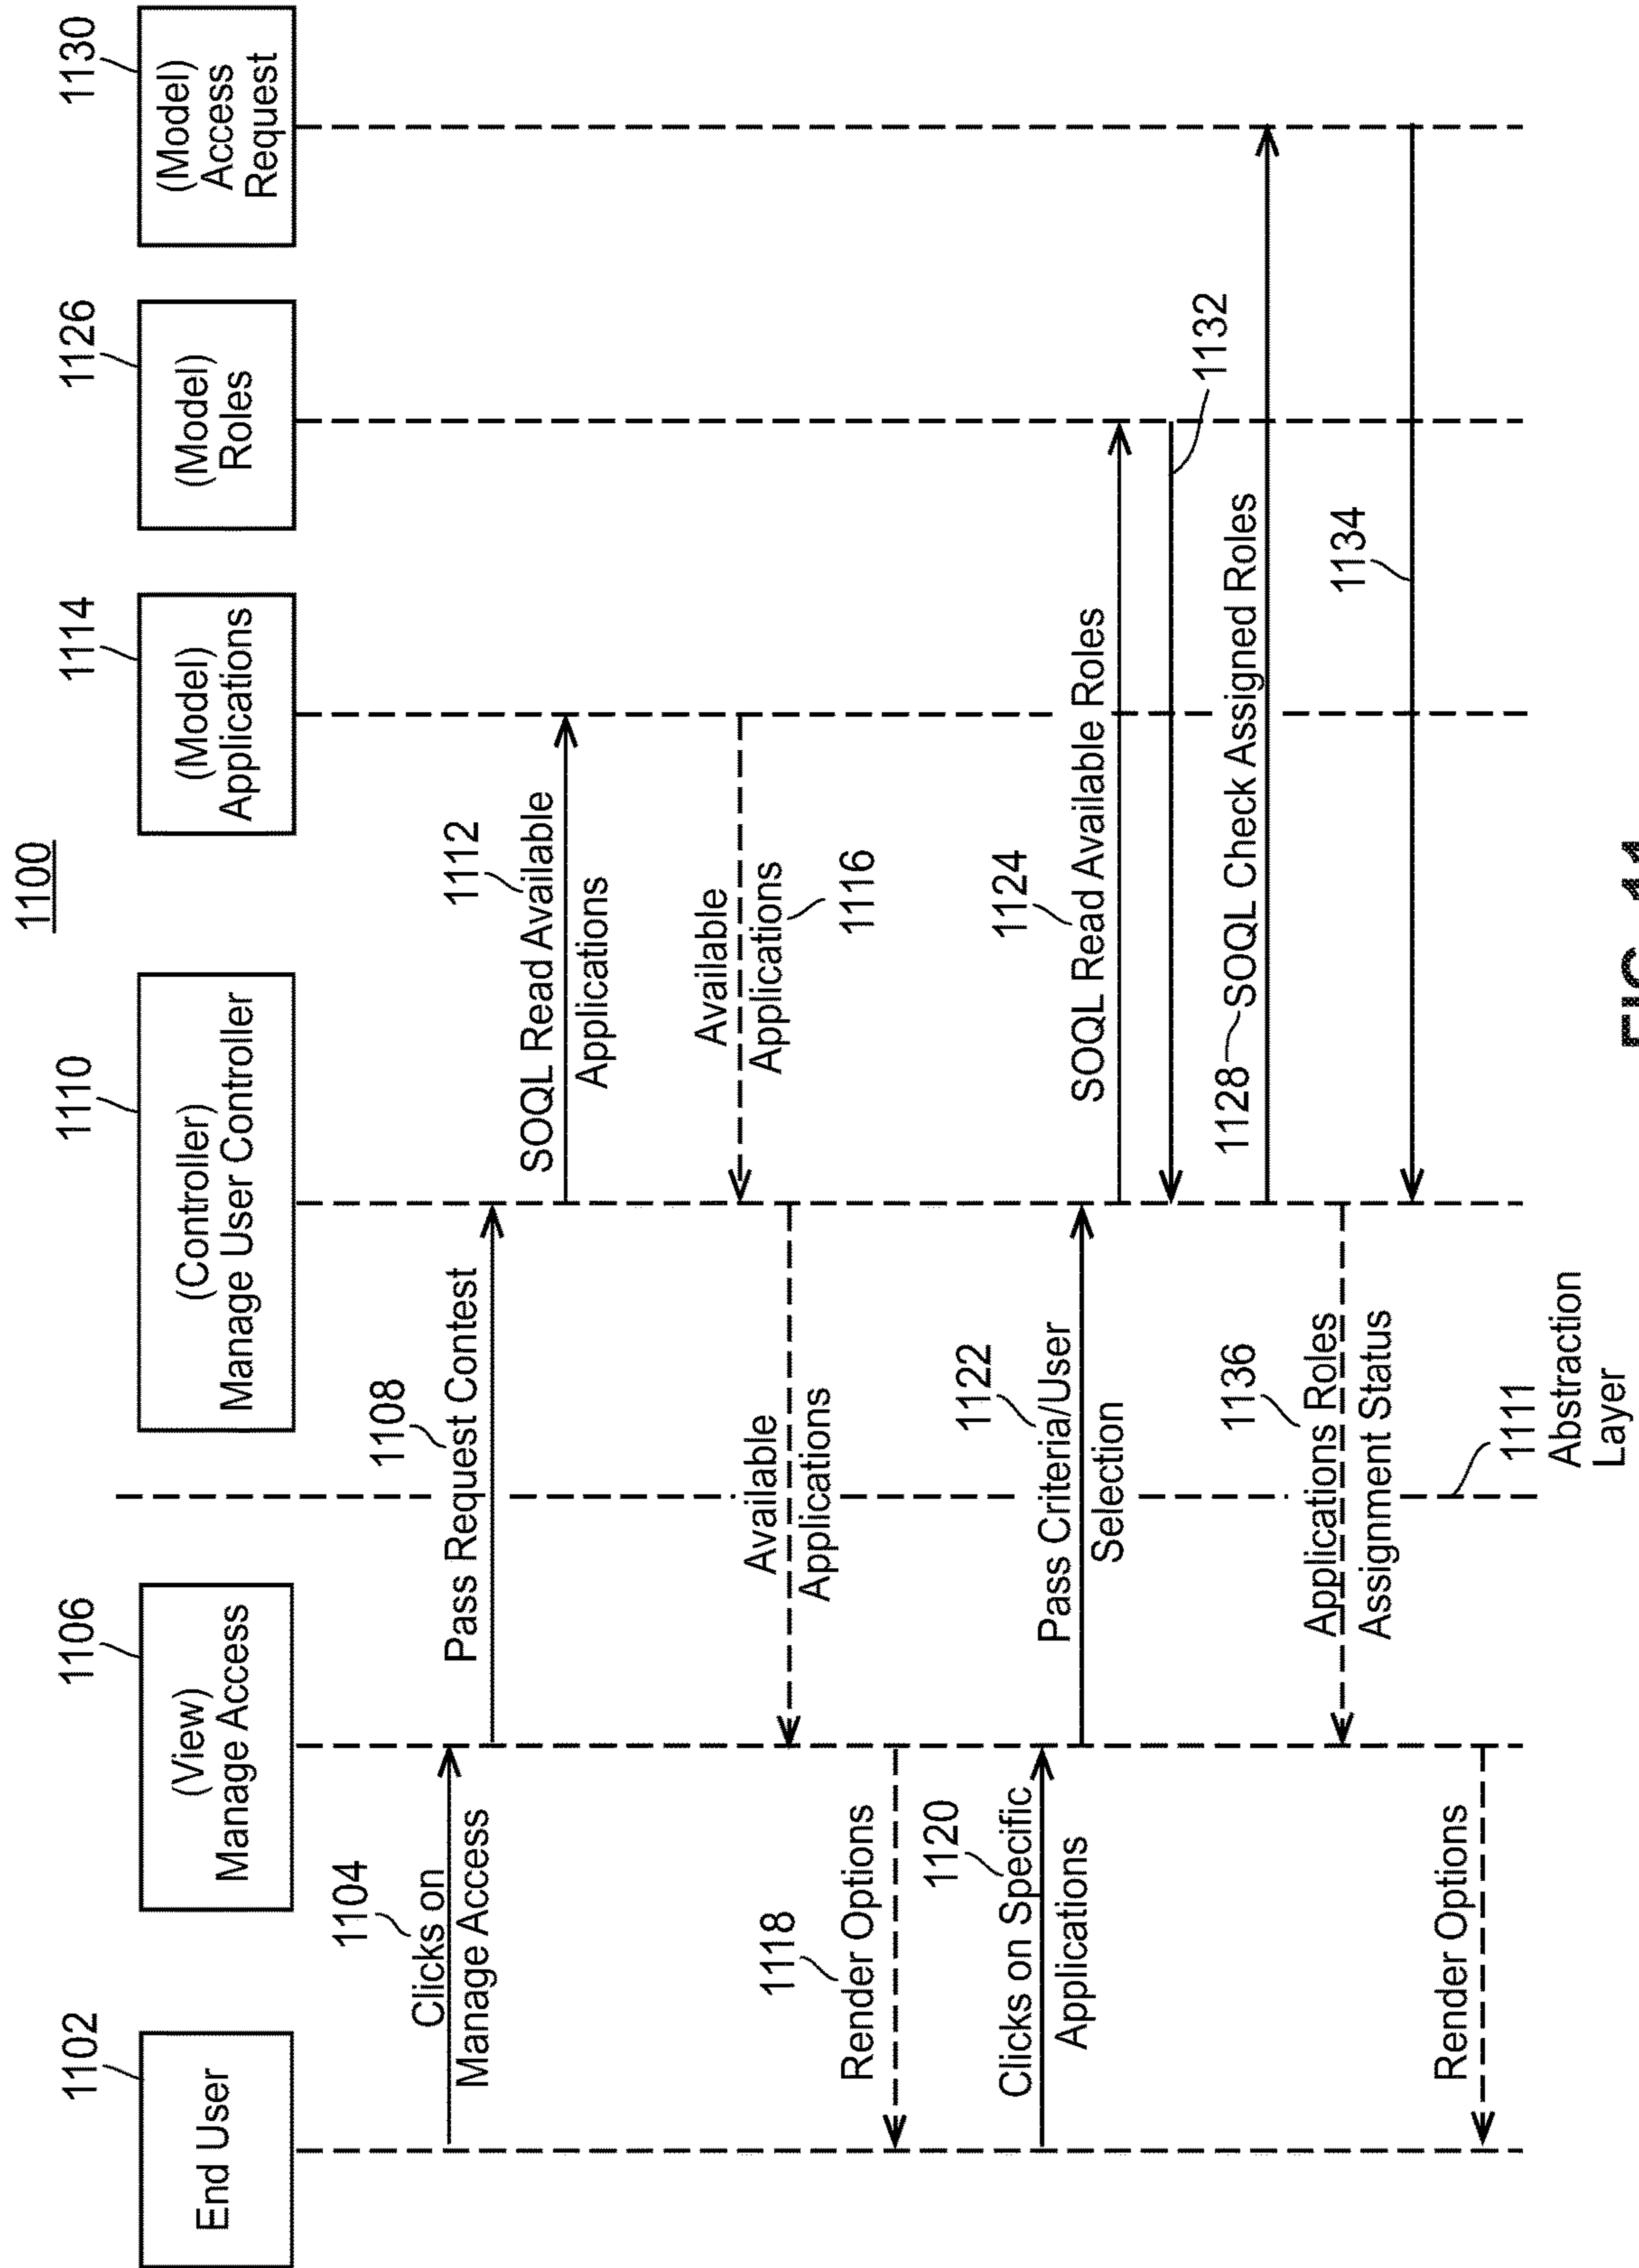 1100
1102
End User
1106
(View)
Manage Access
1110
(Controller)
Manage User Controller
1114
(Model)
Applications
1126
(Model)
Roles
1130
(Model)
Access
Request
1104
Clicks on
Manage Access
1108
Pass Request Contest
1112
SOQL Read Available
Applications
Available
Applications
1116
Available
Applications
1118
Render Options
1120
Clicks on Specific
Applications
1122
Pass Criteria/User
Selection
1124
SOQL Read Available Roles
1132
1128
SOQL Check Assigned Roles
1134
1136
Applications Roles
Assignment Status
Render Options
1111
Abstraction
Layer
FIG. 11